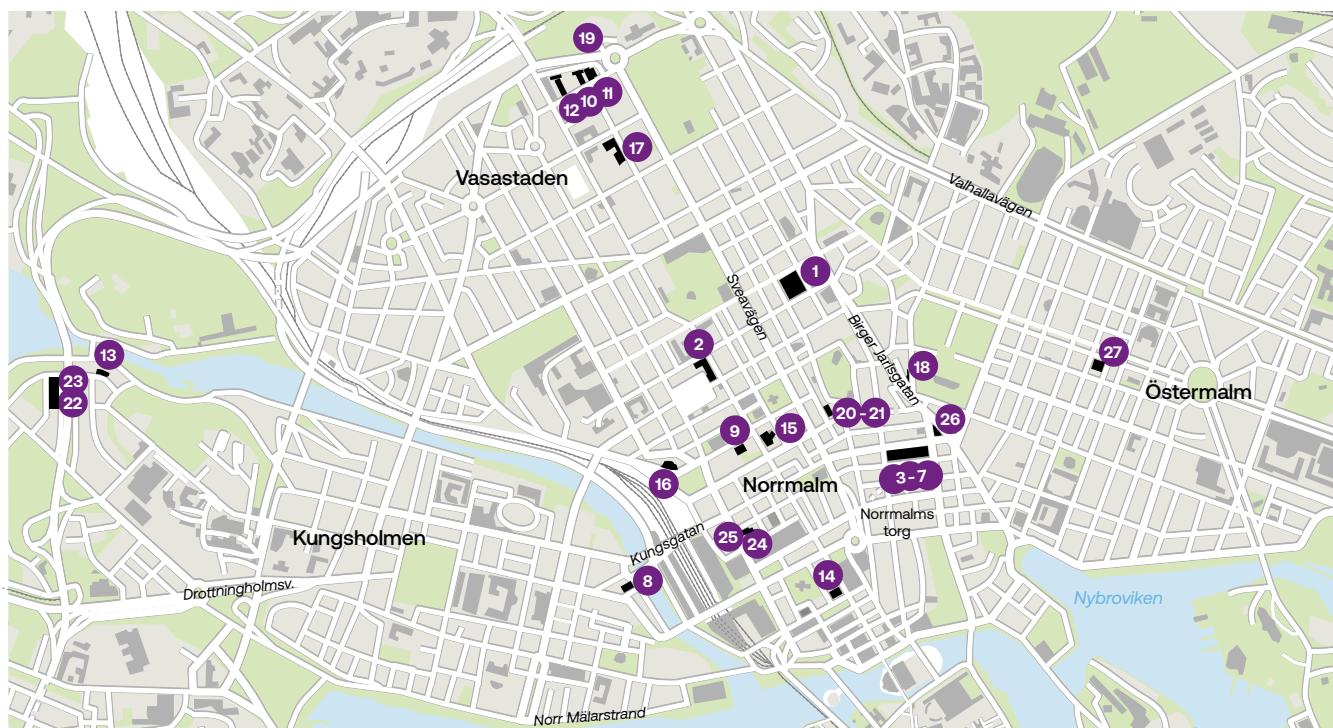 19
11
10
12
17
Vasastaden
Valhallavägen
1
Sveavägen
Birger Jarlsgatan
2
27
13
18
23
22
Östermalm
20-21
26
9
15
3-7
16
Norrmalm
Norrmalms
torg
Kungsholmen
Kungsgatan
25
24
8
14
Drottningholmsv.
Nybroviken
Norr Mälarstrand